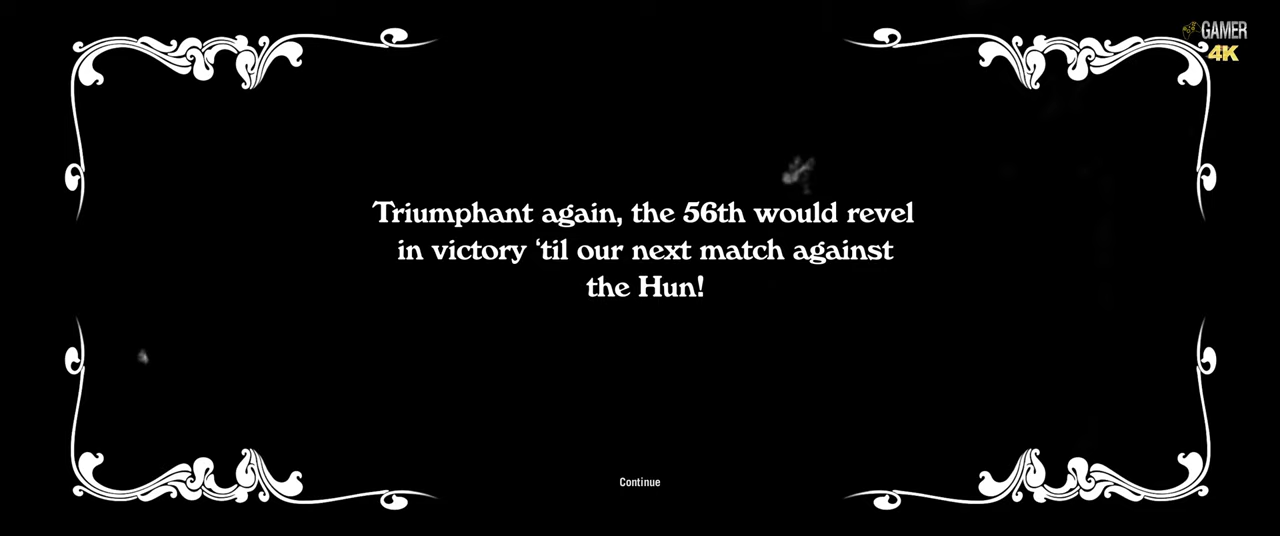 GAMER
4K
Triumphant again, the 56th would revel
in victory ‘til our next match against
the Hun!
Continue